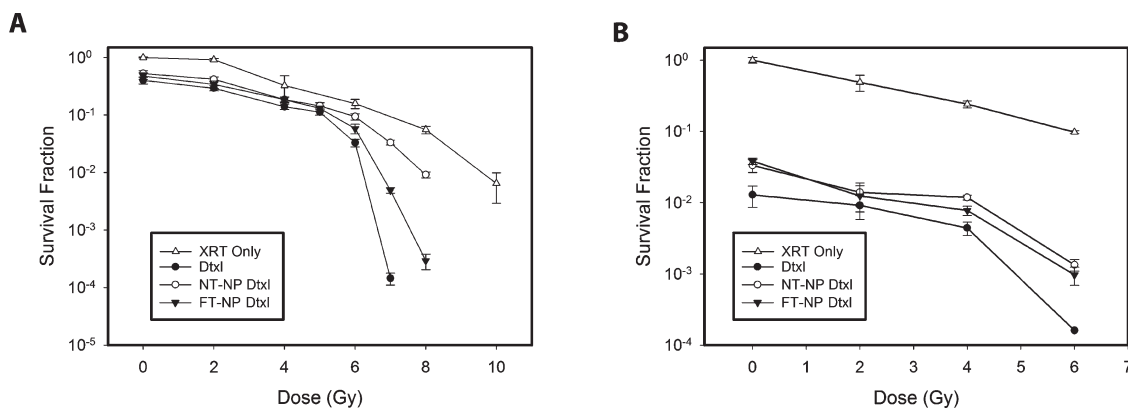 A
10⁰
10⁻¹
10⁻²
10⁻³
10⁻⁴
10⁻⁵
Survival Fraction
XRT Only
Dtxl
NT-NP Dtxl
FT-NP Dtxl
0 2 4 6 8 10
Dose (Gy)
B
10⁰
10⁻¹
10⁻²
10⁻³
10⁻⁴
Survival Fraction
XRT Only
Dtxl
NT-NP Dtxl
FT-NP Dtxl
0 1 2 3 4 5 6 7
Dose (Gy)